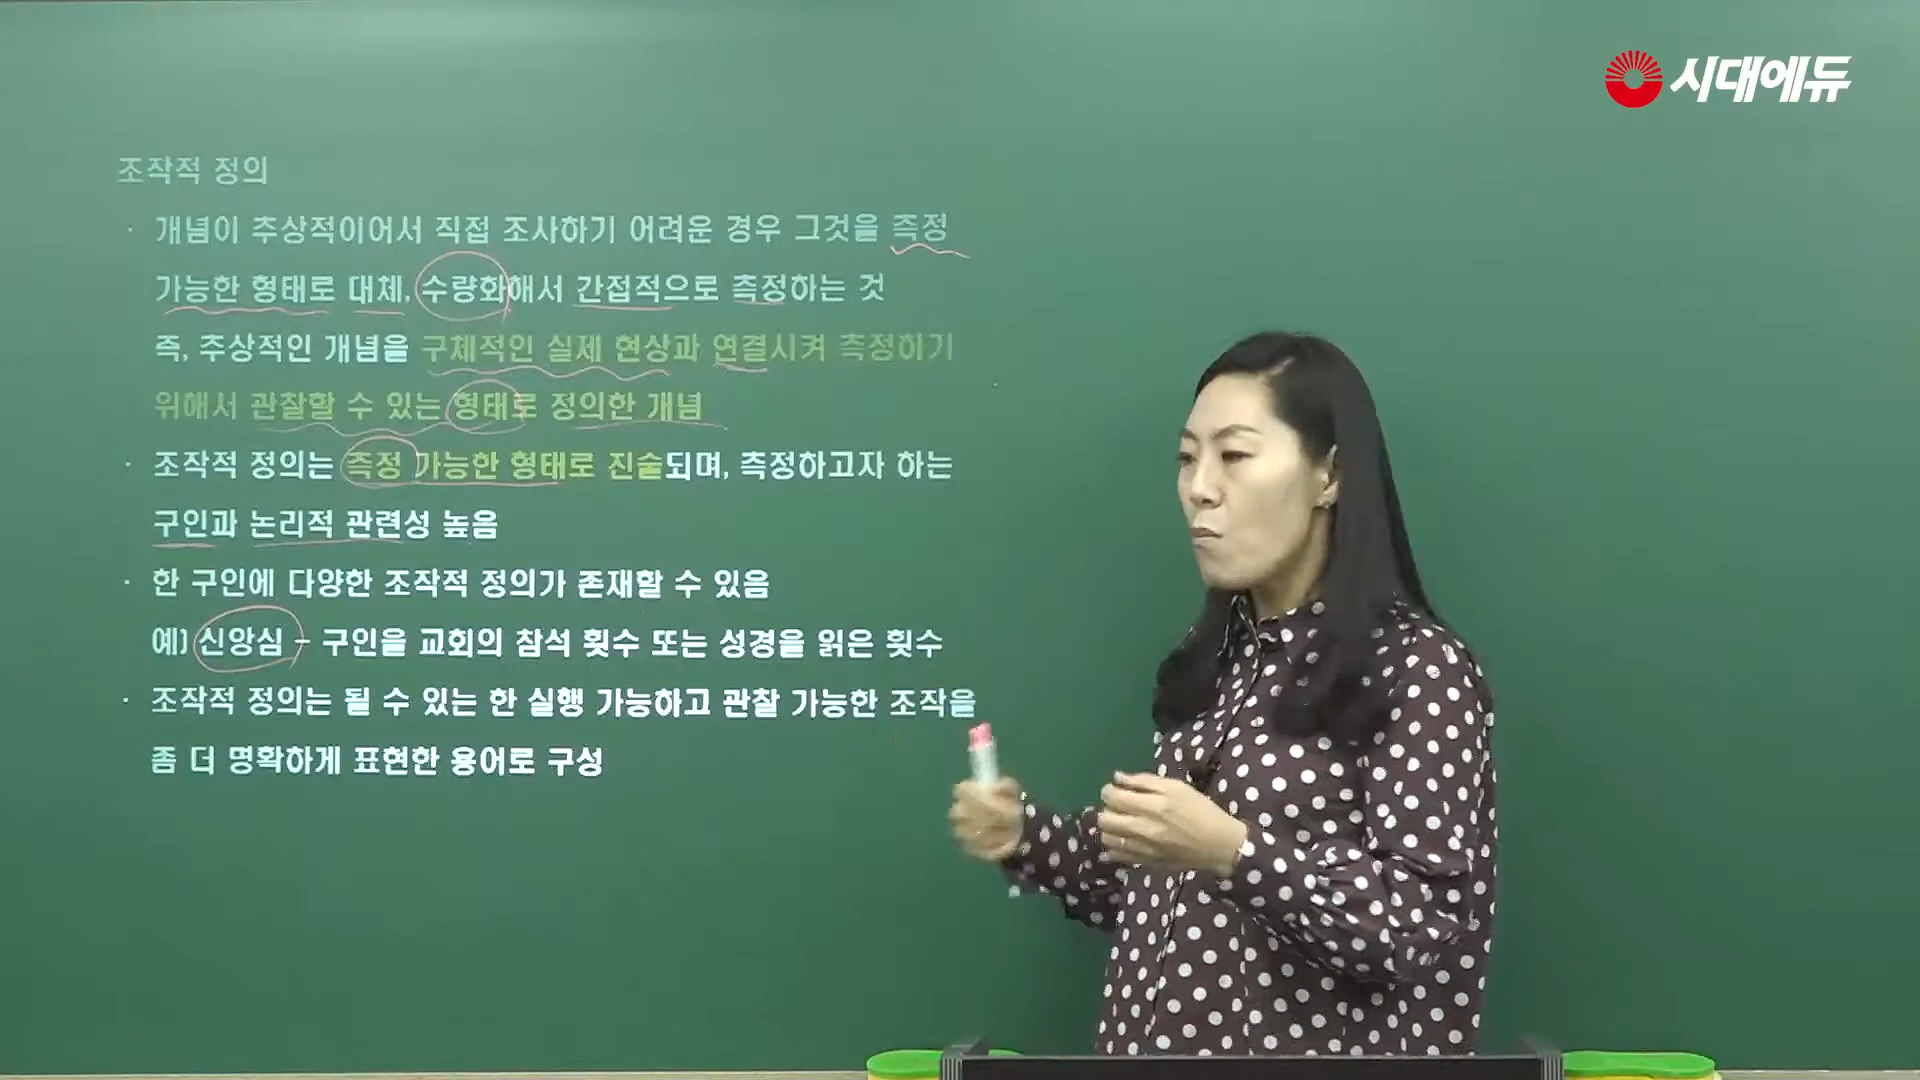 시대에듀
조작적 정의
· 개념이 추상적이어서 직접 조사하기 어려운 경우 그것을 측정
가능한 형태로 대체, 수량화해서 간접적으로 측정하는 것
즉, 추상적인 개념을 구체적인 실제 현상과 연결시켜 측정하기
위해서 관찰할 수 있는 형태로 정의한 개념
· 조작적 정의는 측정 가능한 형태로 진술되며, 측정하고자 하는
구인과 논리적 관련성 높음
· 한 구인에 다양한 조작적 정의가 존재할 수 있음
예) 신앙심 - 구인을 교회의 참석 횟수 또는 성경을 읽은 횟수
· 조작적 정의는 될 수 있는 한 실행 가능하고 관찰 가능한 조작을
좀 더 명확하게 표현한 용어로 구성